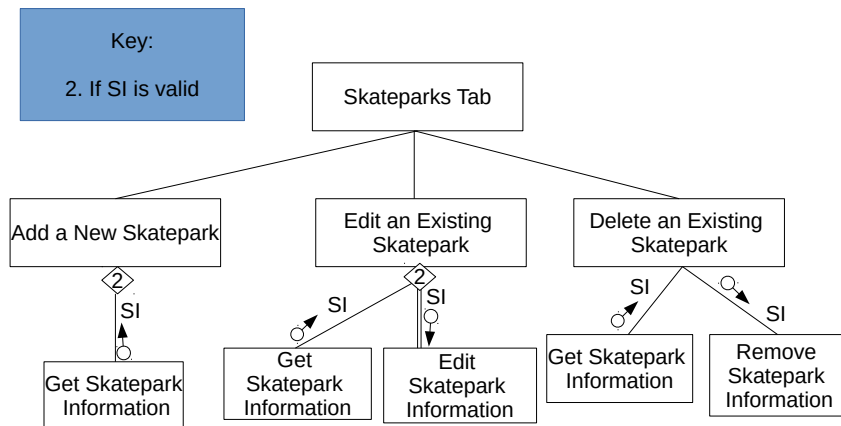 Key:
2. If SI is valid
Skateparks Tab
Add a New Skatepark
Edit an Existing
Skatepark
Delete an Existing
Skatepark
2
2
SI
SI
SI
SI
SI
Get Skatepark
Information
Get
Skatepark
Information
Edit
Skatepark
Information
Get Skatepark
Information
Remove
Skatepark
Information